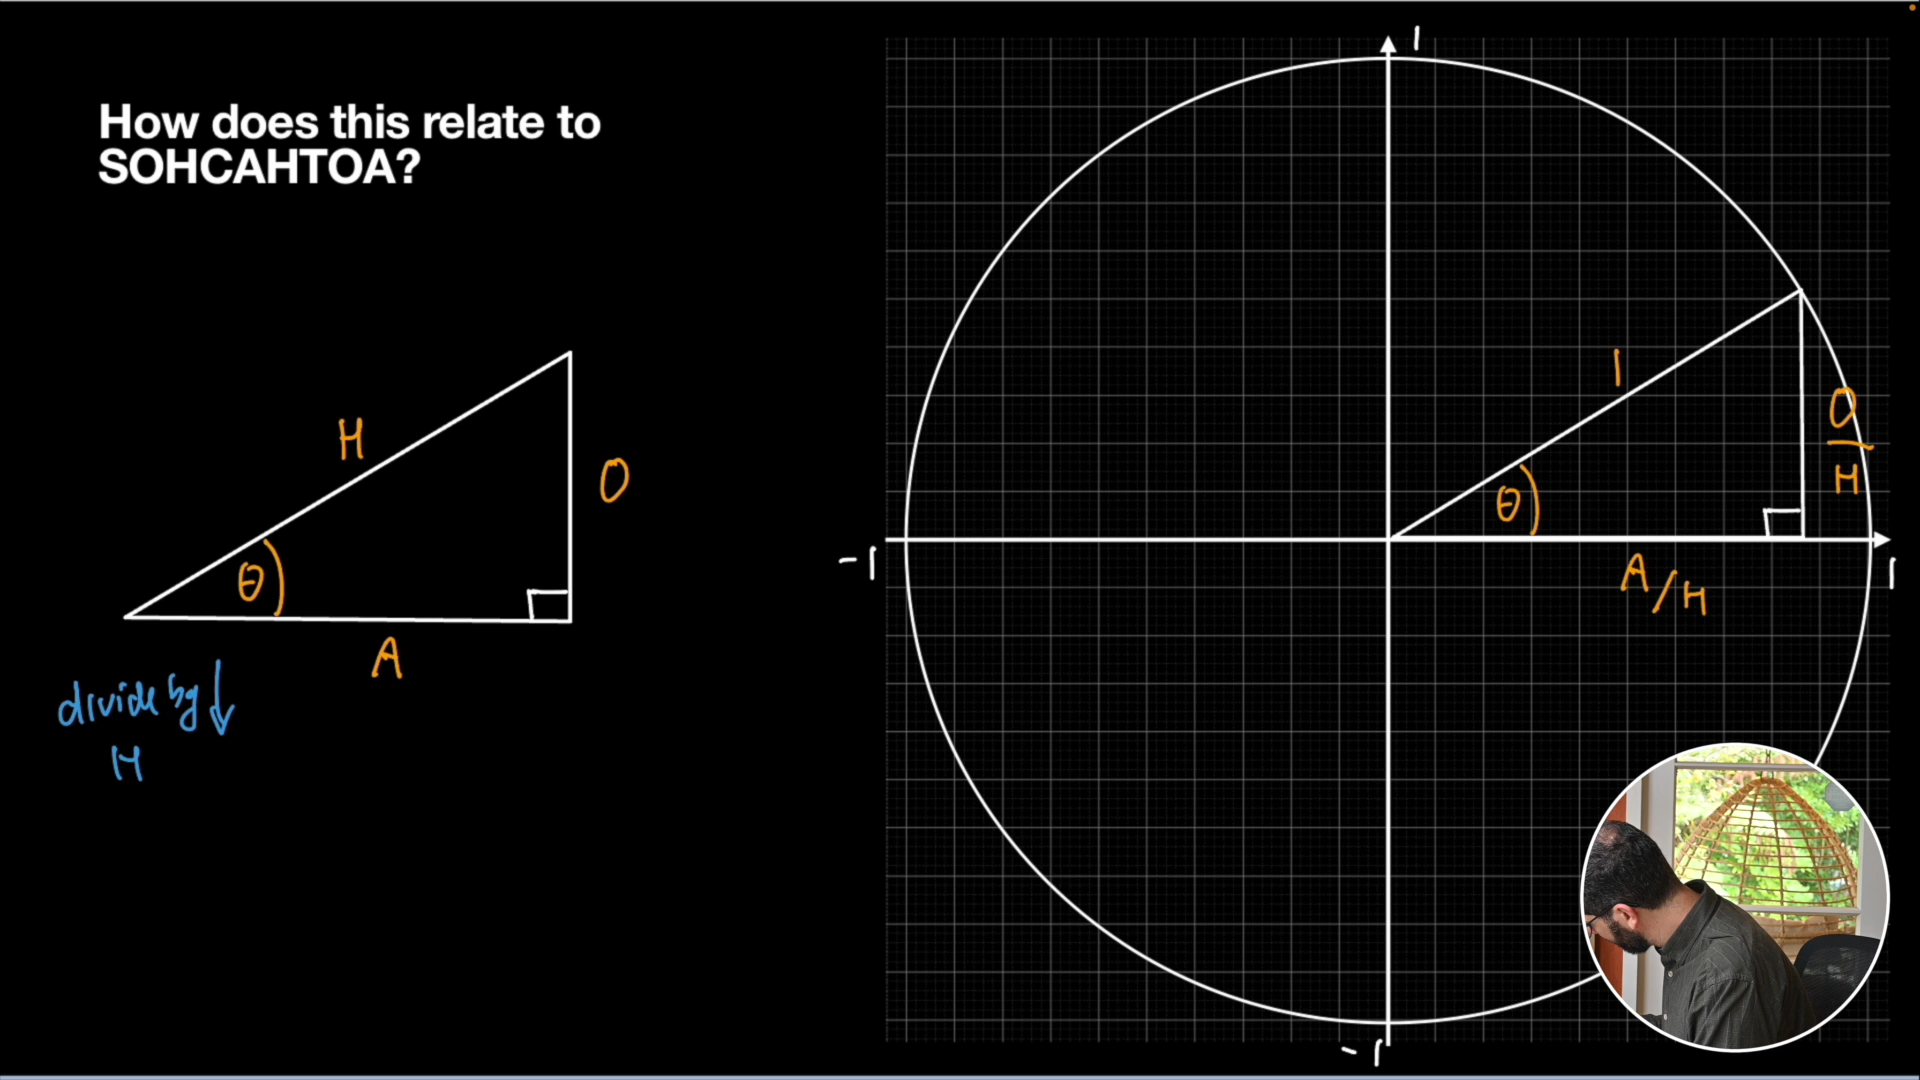 How does this relate to
SOHCAHTOA?
H
O
θ
A
divide by ↓
H
1
-1
1
-1
1
O
H
θ
A/H